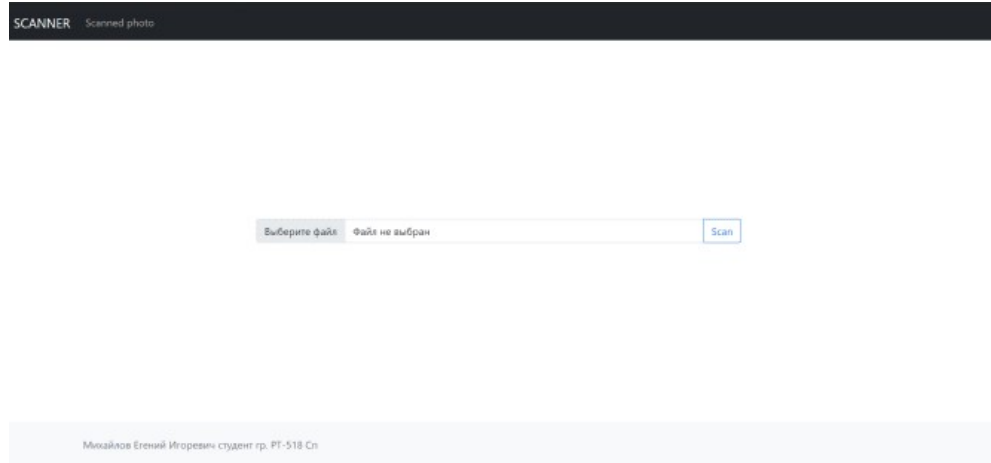 SCANNER Scanned photo
Выберите файл Файл не выбран Scan
Михайлов Егений Игоревич студент гр. РТ-518 Сп